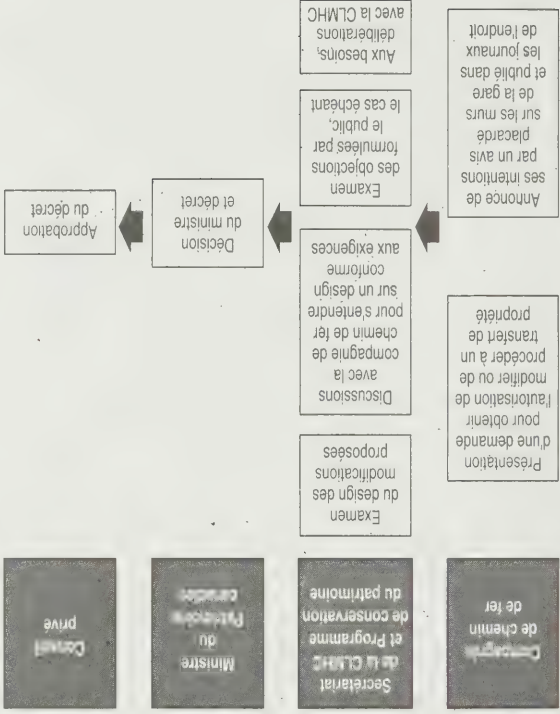 Compagnie
de chemin
de fer
Secrétariat
de la CLMHC
et Programme
de conservation
du patrimoine
Ministre
du
Patrimoine
canadien
Conseil
privé
Présentation
d'une demande
pour obtenir
l'autorisation de
modifier ou de
procéder à un
transfert de
propriété
Annonce de
ses intentions
par un avis
placardé
sur les murs
de la gare
et publié dans
les journaux
de l'endroit
Examen
du design des
modifications
proposées
Discussions
avec la
compagnie de
chemin de fer
pour s'entendre
sur un design
conforme
aux exigences
Examen
des objections
formulées par
le public,
le cas échéant
Aux besoins,
délibérations
avec la CLMHC
Décision
du ministre
et décret
Approbation
du décret